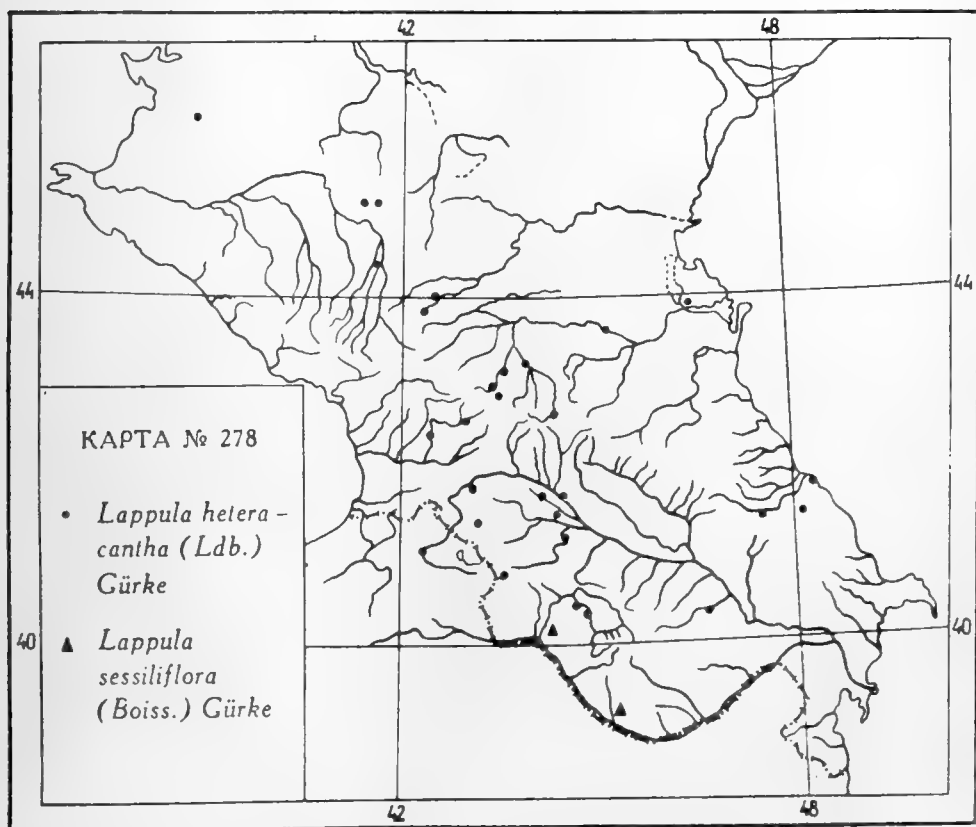 42 48
44 44
КАРТА № 278
• Lappula hetera-
cantha (Ldb.)
Gürke
▲ Lappula
sessiliflora
(Boiss.) Gürke
40 40
42 48